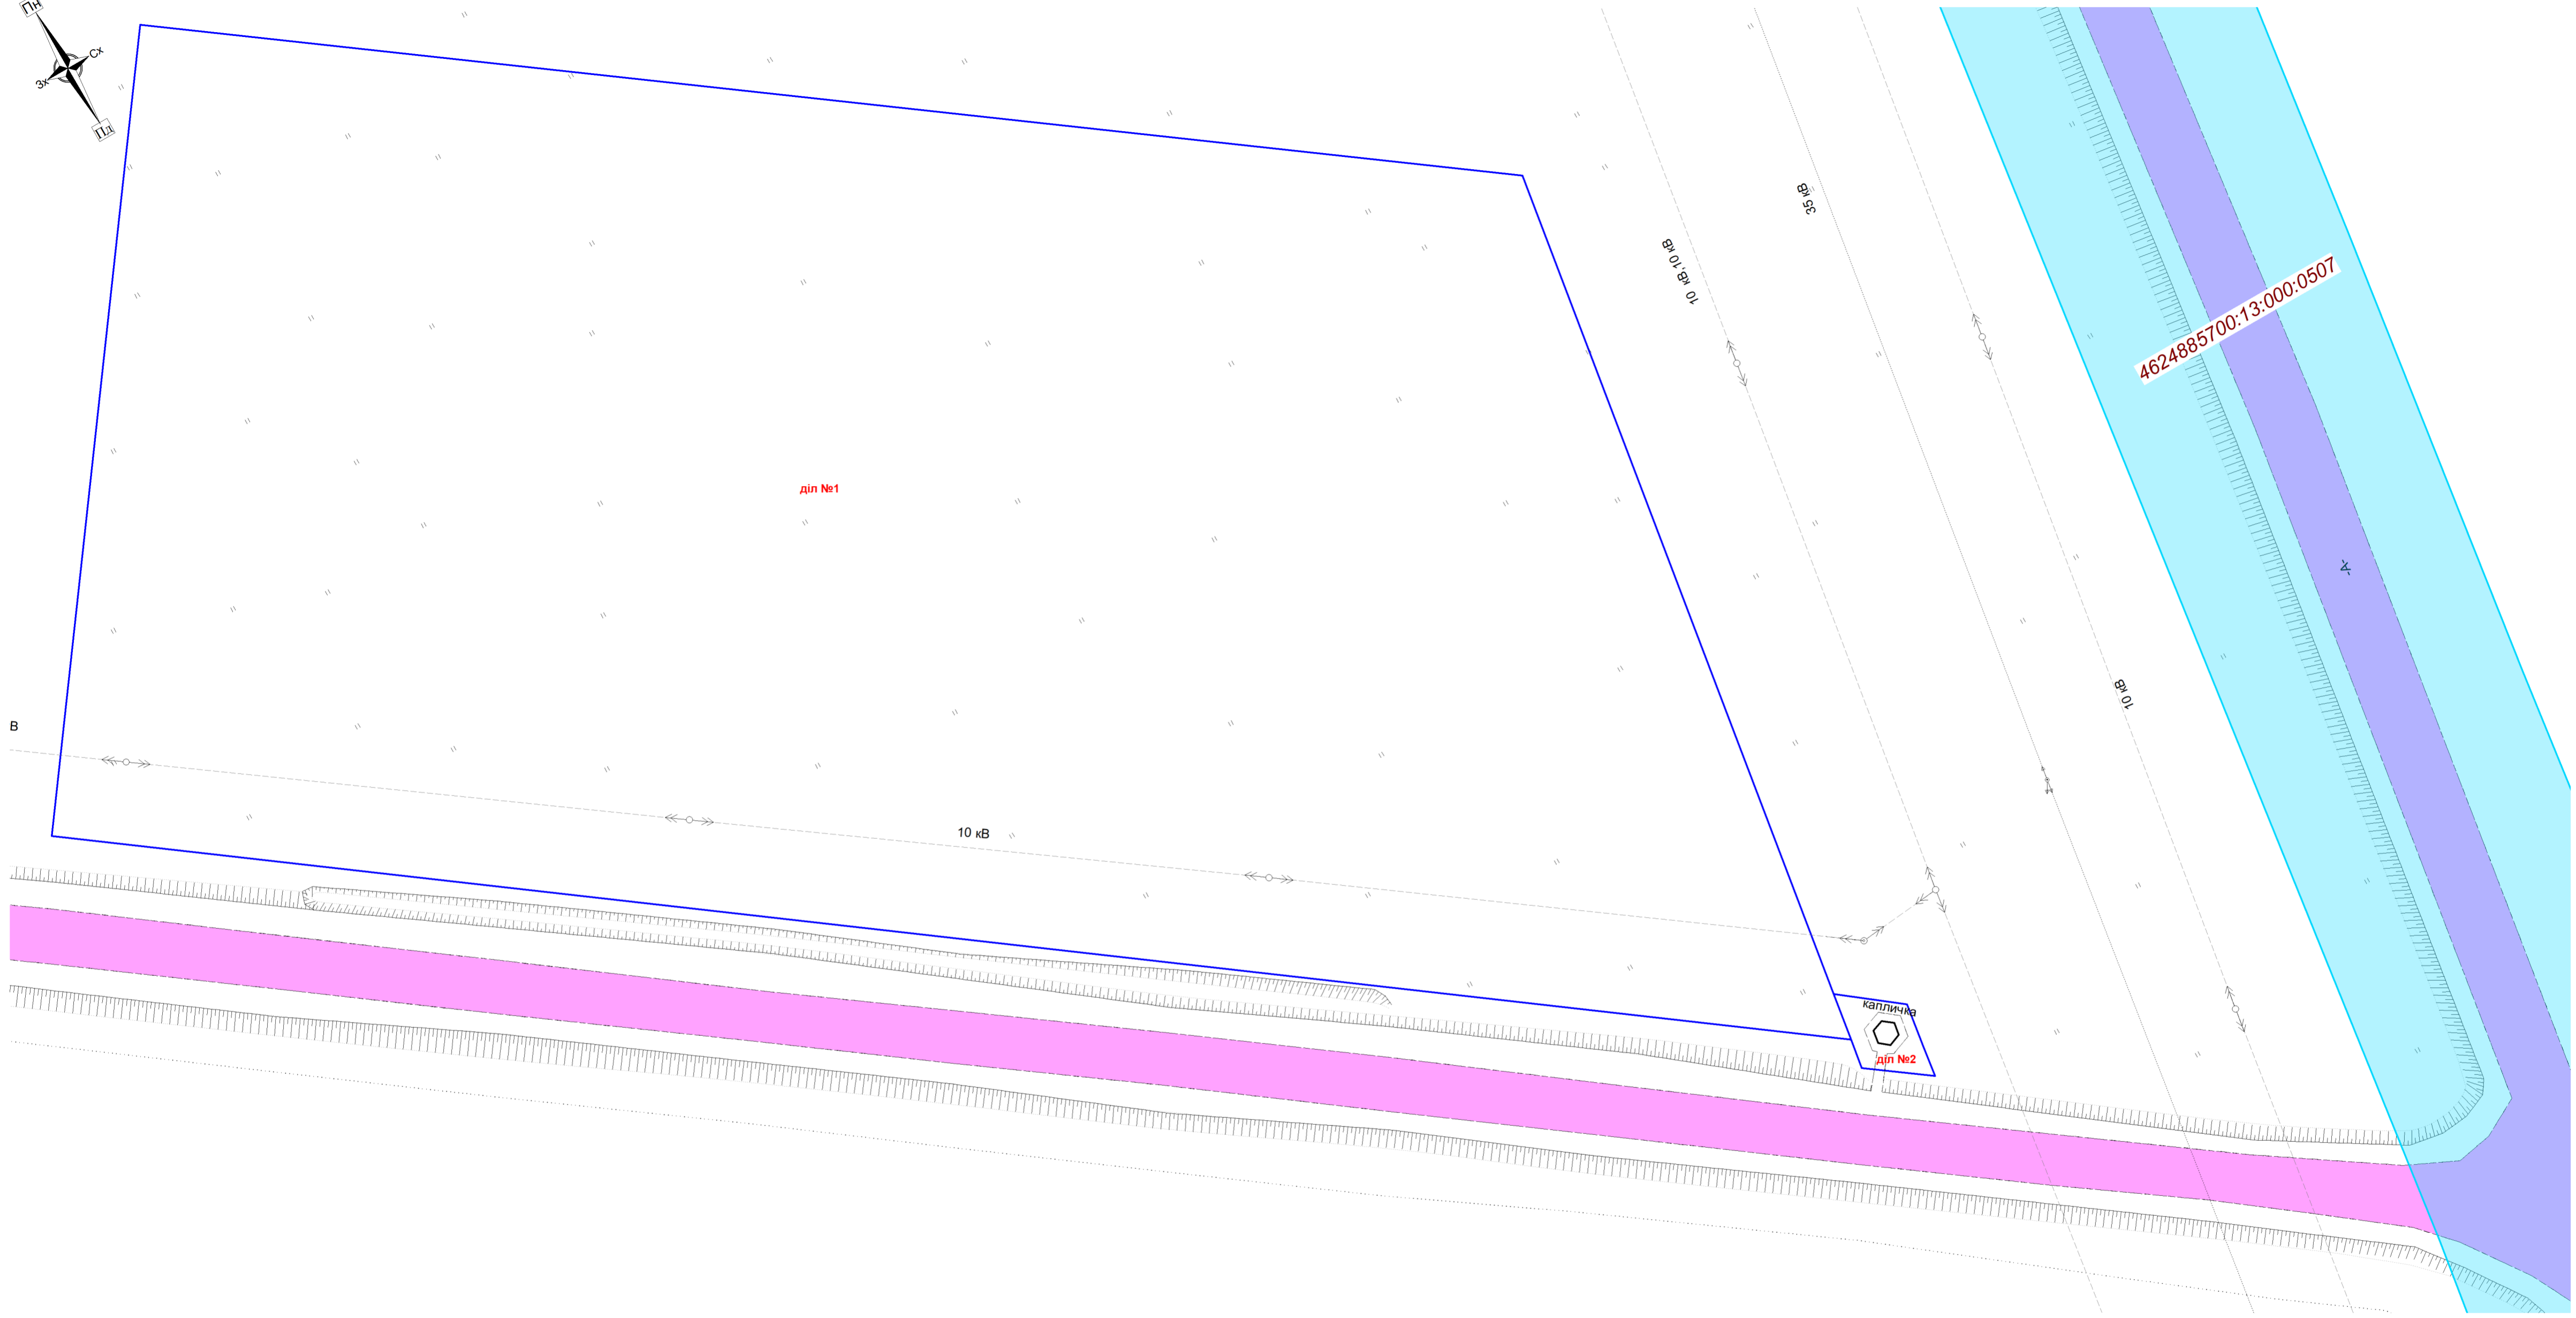 Пн
Сх
Зх
Пд
35 кВ
10 кВ,10 кВ
4624885700:13:000:0507
діл №1
-А-
10 кВ
В
10 кВ
капличка
діл №2